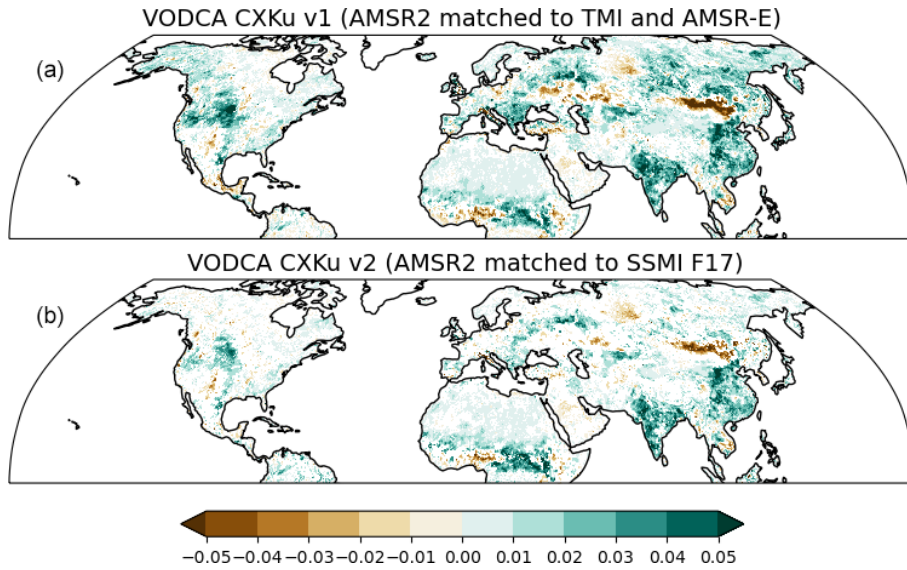 VODCA CXKu v1 (AMSR2 matched to TMI and AMSR-E)
(a)
VODCA CXKu v2 (AMSR2 matched to SSMI F17)
(b)
−0.05 −0.04 −0.03 −0.02 −0.01 0.00 0.01 0.02 0.03 0.04 0.05